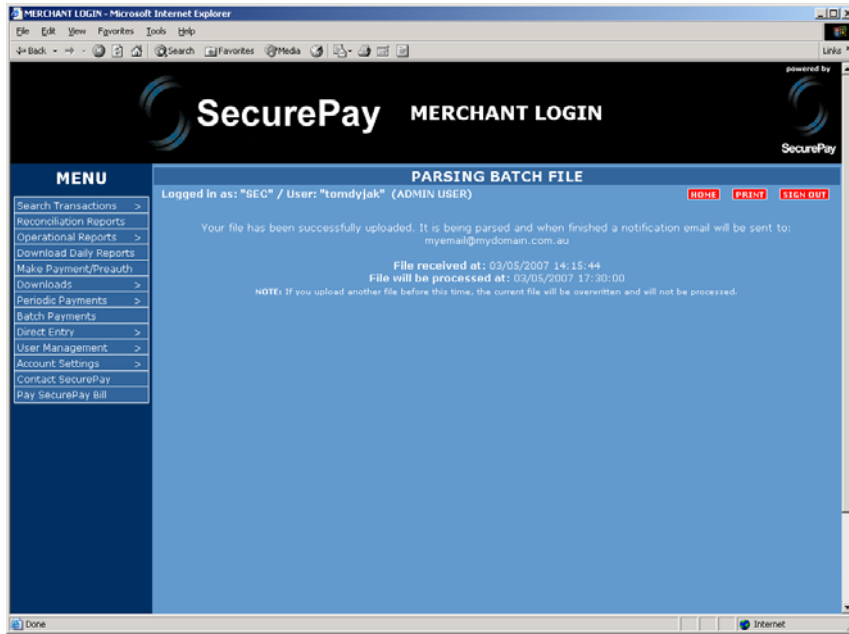 MERCHANT LOGIN - Microsoft Internet Explorer
File Edit View Favorites Tools Help
Back Search Favorites Media Links
powered by
SecurePay MERCHANT LOGIN
SecurePay
MENU
PARSING BATCH FILE
Logged in as: "SEC" / User: "tomdyjak" (ADMIN USER) HOME PRINT SIGN OUT
Search Transactions >
Reconciliation Reports
Operational Reports >
Download Daily Reports
Make Payment/Preauth
Downloads >
Periodic Payments >
Batch Payments
Direct Entry >
User Management >
Account Settings >
Contact SecurePay
Pay SecurePay Bill
Your file has been successfully uploaded. It is being parsed and when finished a notification email will be sent to:
myemail@mydomain.com.au
File received at: 03/05/2007 14:15:44
File will be processed at: 03/05/2007 17:30:00
NOTE: If you upload another file before this time, the current file will be overwritten and will not be processed.
Done Internet